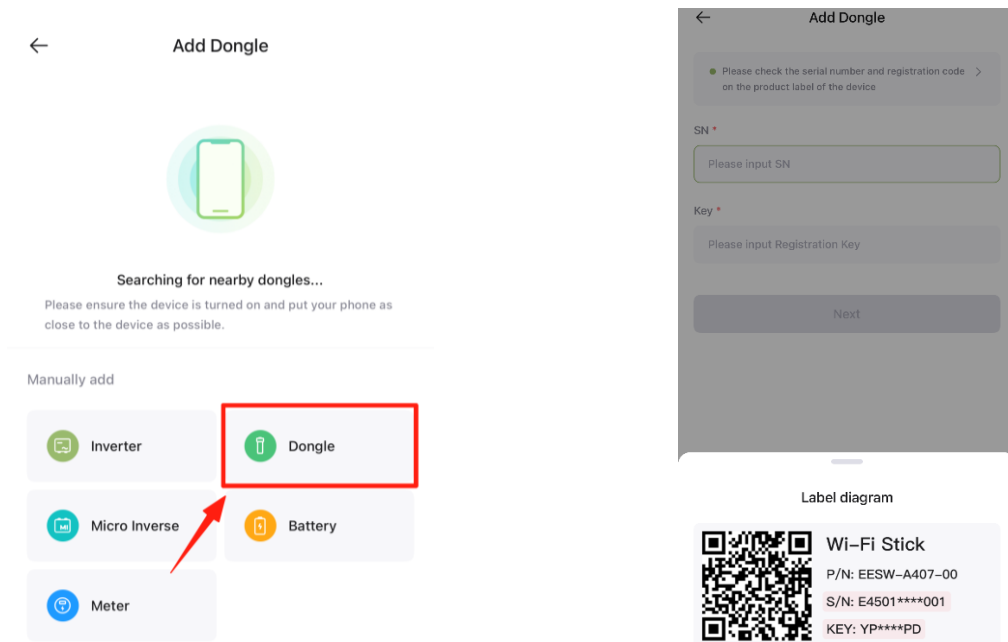 Add Dongle
Searching for nearby dongles...
Please ensure the device is turned on and put your phone as
close to the device as possible.
Manually add
Inverter
Dongle
Micro Inverse
Battery
Meter
Add Dongle
Please check the serial number and registration code
on the product label of the device
SN *
Please input SN
Key *
Please input Registration Key
Next
Label diagram
Wi-Fi Stick
P/N: EESW-A407-00
S/N: E4501****001
KEY: YP****PD